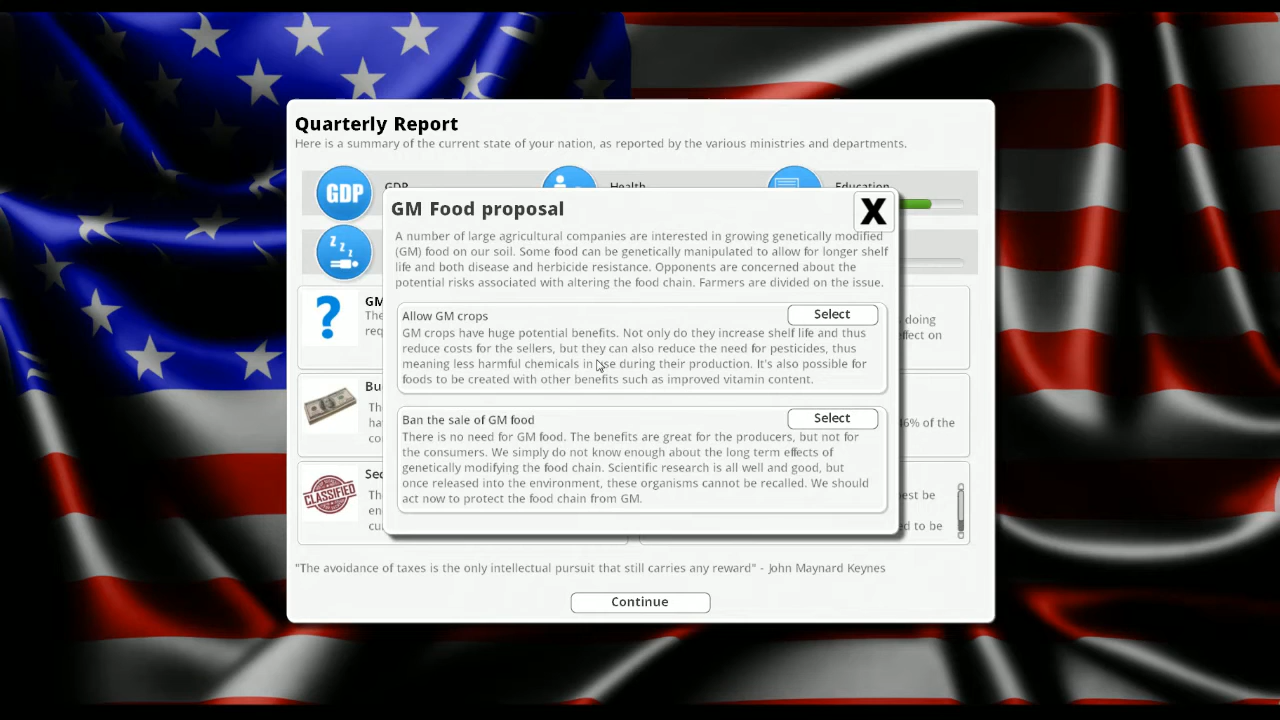 Quarterly Report
Here is a summary of the current state of your nation, as reported by the various ministries and departments.
GDP
GDP
Health
Education
Z Z Z
GM Food proposal
X
A number of large agricultural companies are interested in growing genetically modified
(GM) food on our soil. Some food can be genetically manipulated to allow for longer shelf
life and both disease and herbicide resistance. Opponents are concerned about the
potential risks associated with altering the food chain. Farmers are divided on the issue.
Allow GM crops
Select
GM crops have huge potential benefits. Not only do they increase shelf life and thus
reduce costs for the sellers, but they can also reduce the need for pesticides, thus
meaning less harmful chemicals in use during their production. It's also possible for
foods to be created with other benefits such as improved vitamin content.
Ban the sale of GM food
Select
There is no need for GM food. The benefits are great for the producers, but not for
the consumers. We simply do not know enough about the long term effects of
genetically modifying the food chain. Scientific research is all well and good, but
once released into the environment, these organisms cannot be recalled. We should
act now to protect the food chain from GM.
?
GM
The
req
doing
ffect on
Bu
Th
ha
co
46% of the
CLASSIFIED
Sec
Th
en
cu
est be
d to be
"The avoidance of taxes is the only intellectual pursuit that still carries any reward" - John Maynard Keynes
Continue